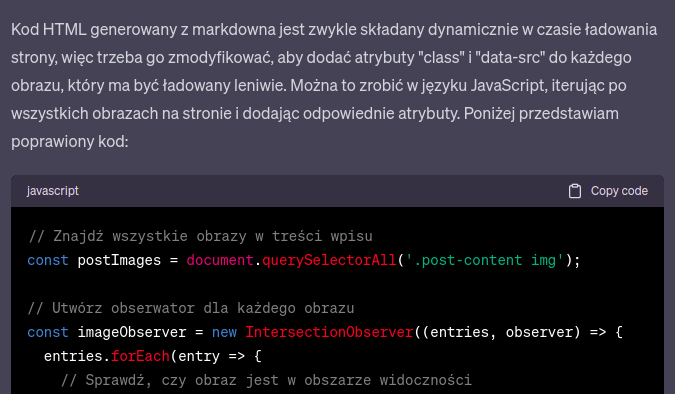 Kod HTML generowany z markdowna jest zwykle składany dynamicznie w czasie ładowania
strony, więc trzeba go zmodyfikować, aby dodać atrybuty "class" i "data-src" do każdego
obrazu, który ma być ładowany leniwie. Można to zrobić w języku JavaScript, iterując po
wszystkich obrazach na stronie i dodając odpowiednie atrybuty. Poniżej przedstawiam
poprawiony kod:
javascript Copy code
// Znajdź wszystkie obrazy w treści wpisu
const postImages = document.querySelectorAll('.post-content img');
// Utwórz obserwator dla każdego obrazu
const imageObserver = new IntersectionObserver((entries, observer) => {
entries.forEach(entry => {
// Sprawdź, czy obraz jest w obszarze widoczności